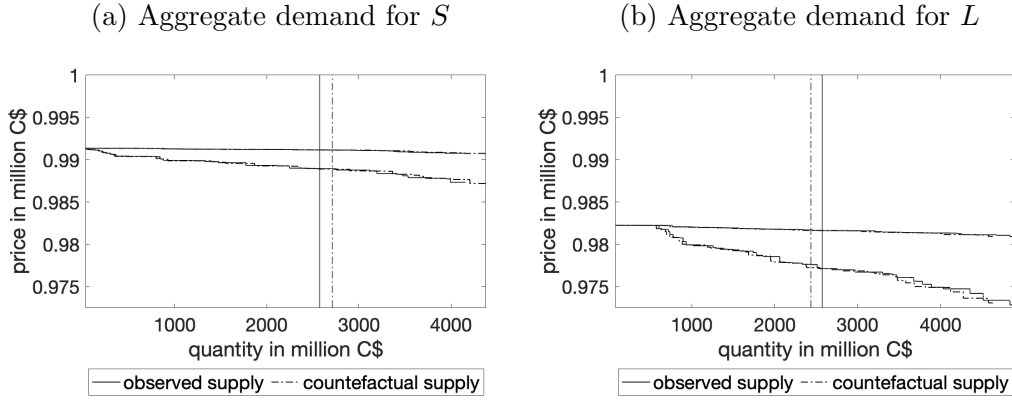 (a) Aggregate demand for S
(b) Aggregate demand for L
1
0.995
0.99
0.985
0.98
0.975
price in million C$
1000 2000 3000 4000
quantity in million C$
observed supply countefactual supply
1
0.995
0.99
0.985
0.98
0.975
price in million C$
1000 2000 3000 4000
quantity in million C$
observed supply countefactual supply